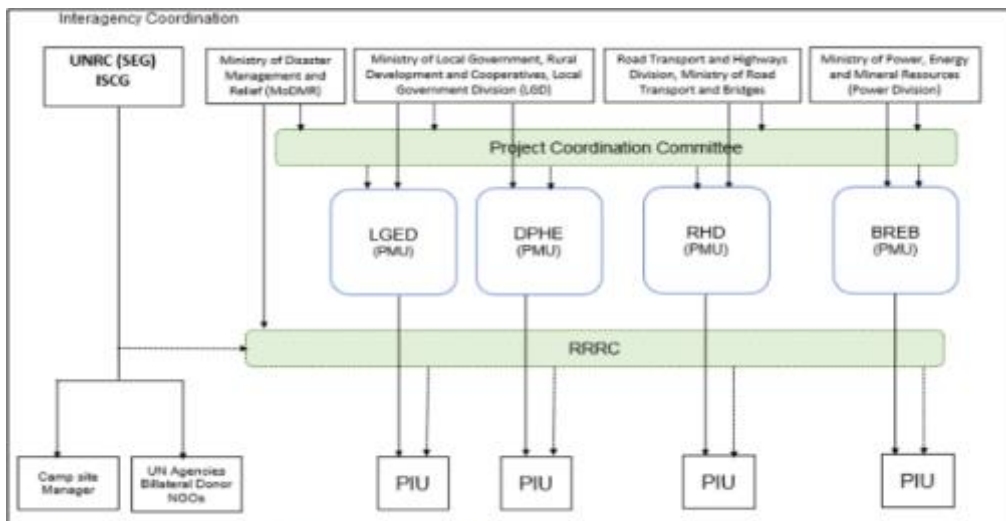 Interagency Coordination
UNRC (SEG)
ISCG
Ministry of Disaster
Management and
Relief (MoDMR)
Ministry of Local Government, Rural
Development and Cooperatives, Local
Government Division (LGD)
Road Transport and Highways
Division, Ministry of Road
Transport and Bridges
Ministry of Power, Energy
and Mineral Resources
(Power Division)
Project Coordination Committee
LGED
(PMU)
DPHE
(PMU)
RHD
(PMU)
BREB
(PMU)
RRRC
Camp site
Manager
UN Agencies
Billateral Donor
NGOs
PIU
PIU
PIU
PIU